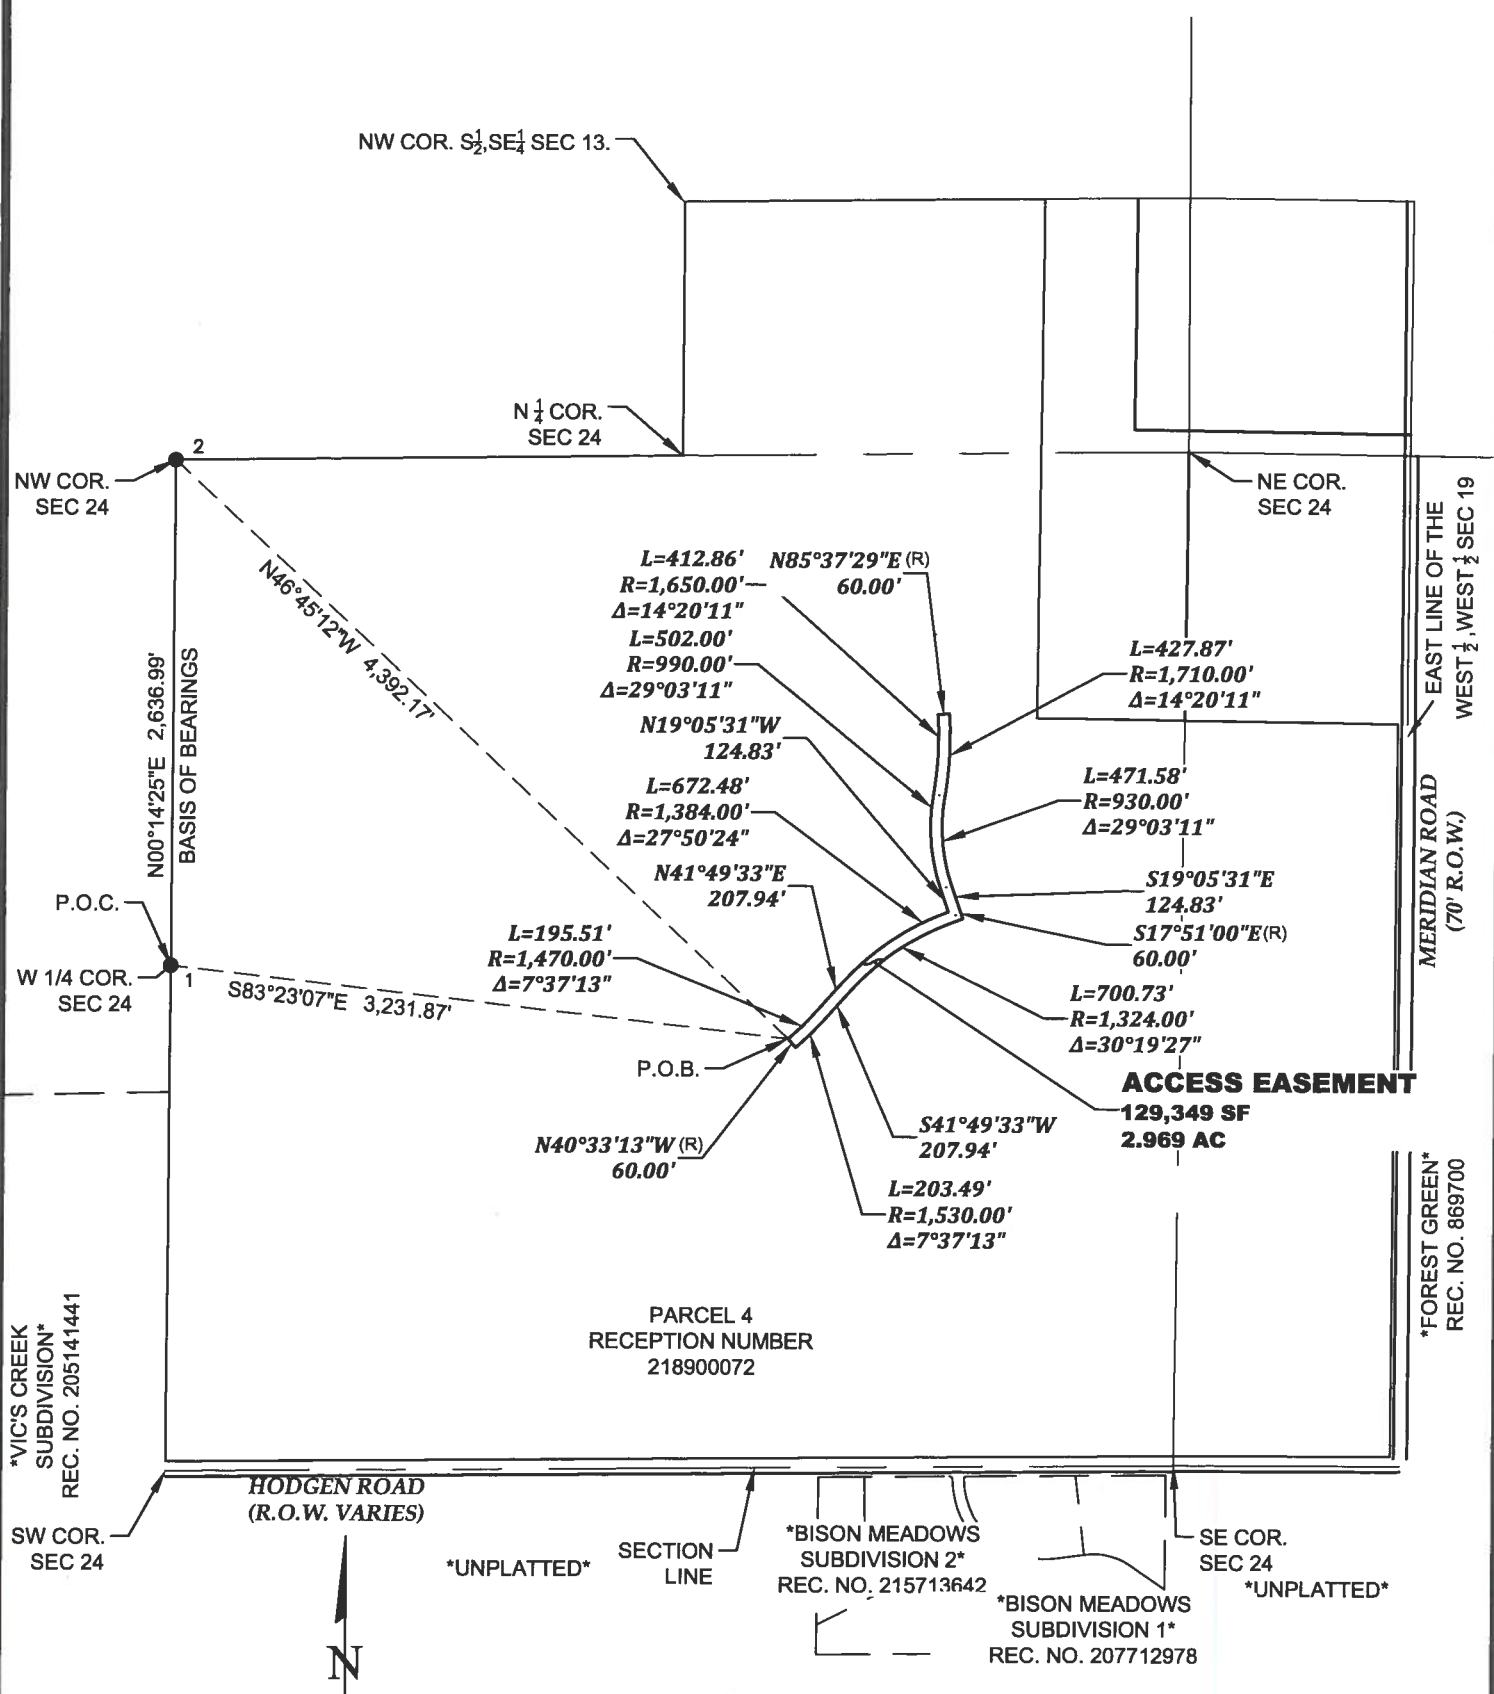 NW COR. S½,SE¼ SEC 13.
N ¼ COR.
SEC 24
2
NW COR.
SEC 24
NE COR.
SEC 24
EAST LINE OF THE
WEST ½,WEST ½ SEC 19
N46°45'12"W 4,392.17'
N00°14'25"E 2,636.99'
BASIS OF BEARINGS
L=412.86'
R=1,650.00'
Δ=14°20'11"
N85°37'29"E (R)
60.00'
L=502.00'
R=990.00'
Δ=29°03'11"
L=427.87'
R=1,710.00'
Δ=14°20'11"
N19°05'31"W
124.83'
L=672.48'
R=1,384.00'
Δ=27°50'24"
L=471.58'
R=930.00'
Δ=29°03'11"
MERIDIAN ROAD
(70' R.O.W.)
N41°49'33"E
207.94'
S19°05'31"E
124.83'
P.O.C.
L=195.51'
R=1,470.00'
Δ=7°37'13"
S17°51'00"E(R)
60.00'
W 1/4 COR.
SEC 24
1
S83°23'07"E 3,231.87'
L=700.73'
R=1,324.00'
Δ=30°19'27"
P.O.B.
ACCESS EASEMENT
129,349 SF
2.969 AC
N40°33'13"W (R)
60.00'
S41°49'33"W
207.94'
L=203.49'
R=1,530.00'
Δ=7°37'13"
*FOREST GREEN*
REC. NO. 869700
PARCEL 4
RECEPTION NUMBER
218900072
*VIC'S CREEK
SUBDIVISION*
REC. NO. 205141441
HODGEN ROAD
(R.O.W. VARIES)
SW COR.
SEC 24
*UNPLATTED*
SECTION
LINE
*BISON MEADOWS
SUBDIVISION 2*
REC. NO. 215713642
SE COR.
SEC 24
*UNPLATTED*
*BISON MEADOWS
SUBDIVISION 1*
REC. NO. 207712978
N